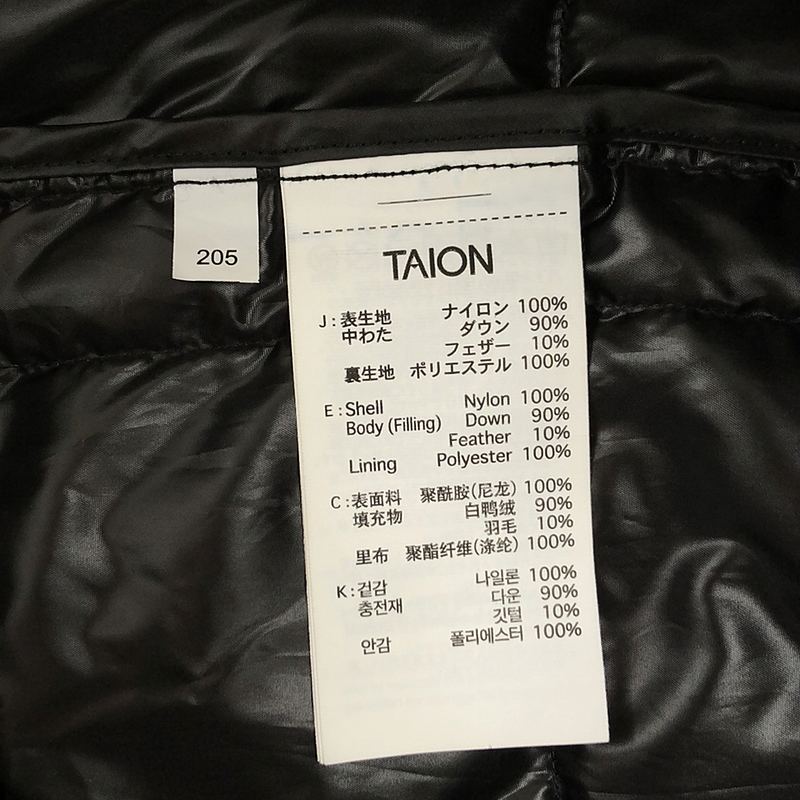 205
TAION
J:表生地 ナイロン 100%
中わた ダウン 90%
フェザー 10%
裏生地 ポリエステル 100%
E:Shell Nylon 100%
Body (Filling) Down 90%
Feather 10%
Lining Polyester 100%
C:表面料 聚酰胺(尼龙) 100%
填充物 白鸭绒 90%
羽毛 10%
里布 聚酯纤维(涤纶) 100%
K:겉감 나일론 100%
충전재 다운 90%
깃털 10%
안감 폴리에스터 100%